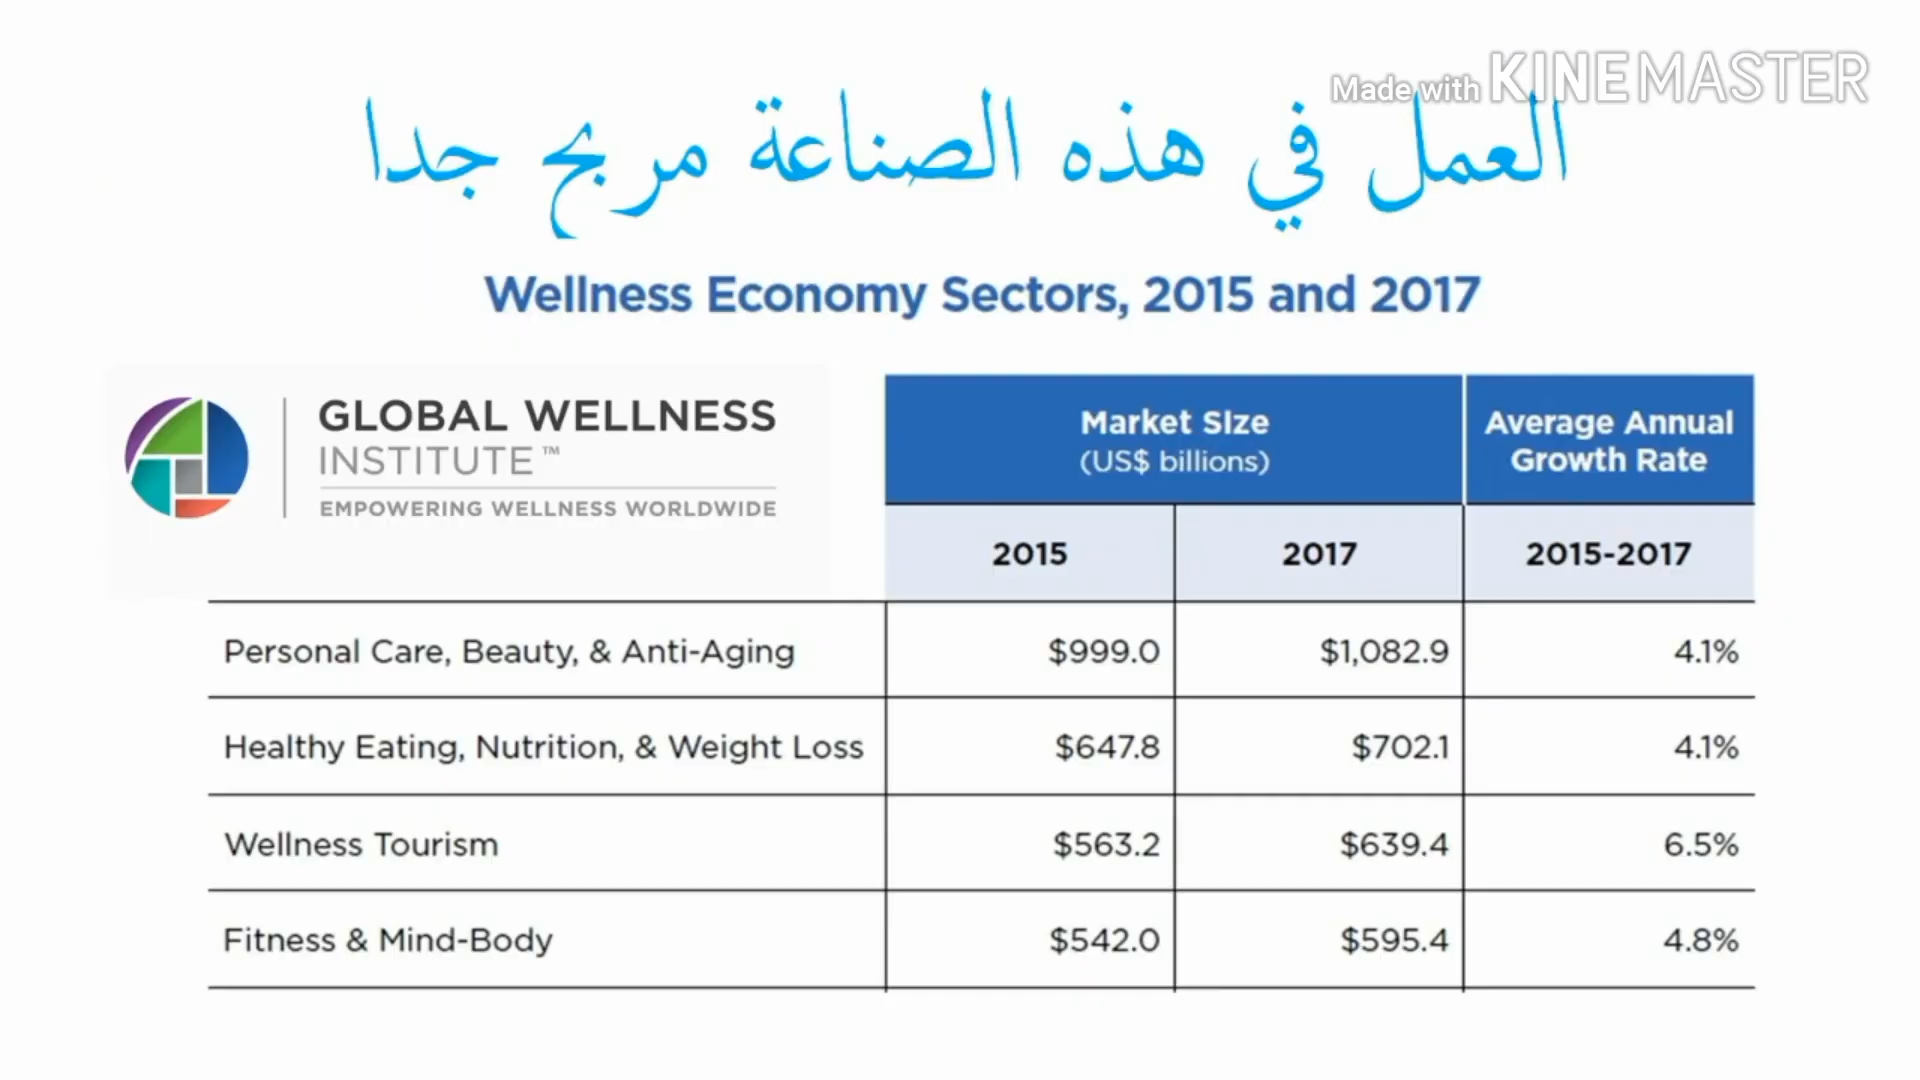 Made with KINEMASTER
العمل في هذه الصناعة مربح جدا
Wellness Economy Sectors, 2015 and 2017
GLOBAL WELLNESS
INSTITUTE™
EMPOWERING WELLNESS WORLDWIDE
Market Size Average Annual
(US$ billions) Growth Rate
2015 2017 2015-2017
Personal Care, Beauty, & Anti-Aging $999.0 $1,082.9 4.1%
Healthy Eating, Nutrition, & Weight Loss $647.8 $702.1 4.1%
Wellness Tourism $563.2 $639.4 6.5%
Fitness & Mind-Body $542.0 $595.4 4.8%